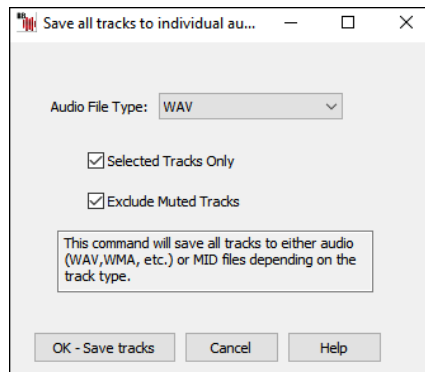 Save all tracks to individual au...
Audio File Type: WAV
Selected Tracks Only
Exclude Muted Tracks
This command will save all tracks to either audio
(WAV,WMA, etc.) or MID files depending on the
track type.
OK - Save tracks Cancel Help